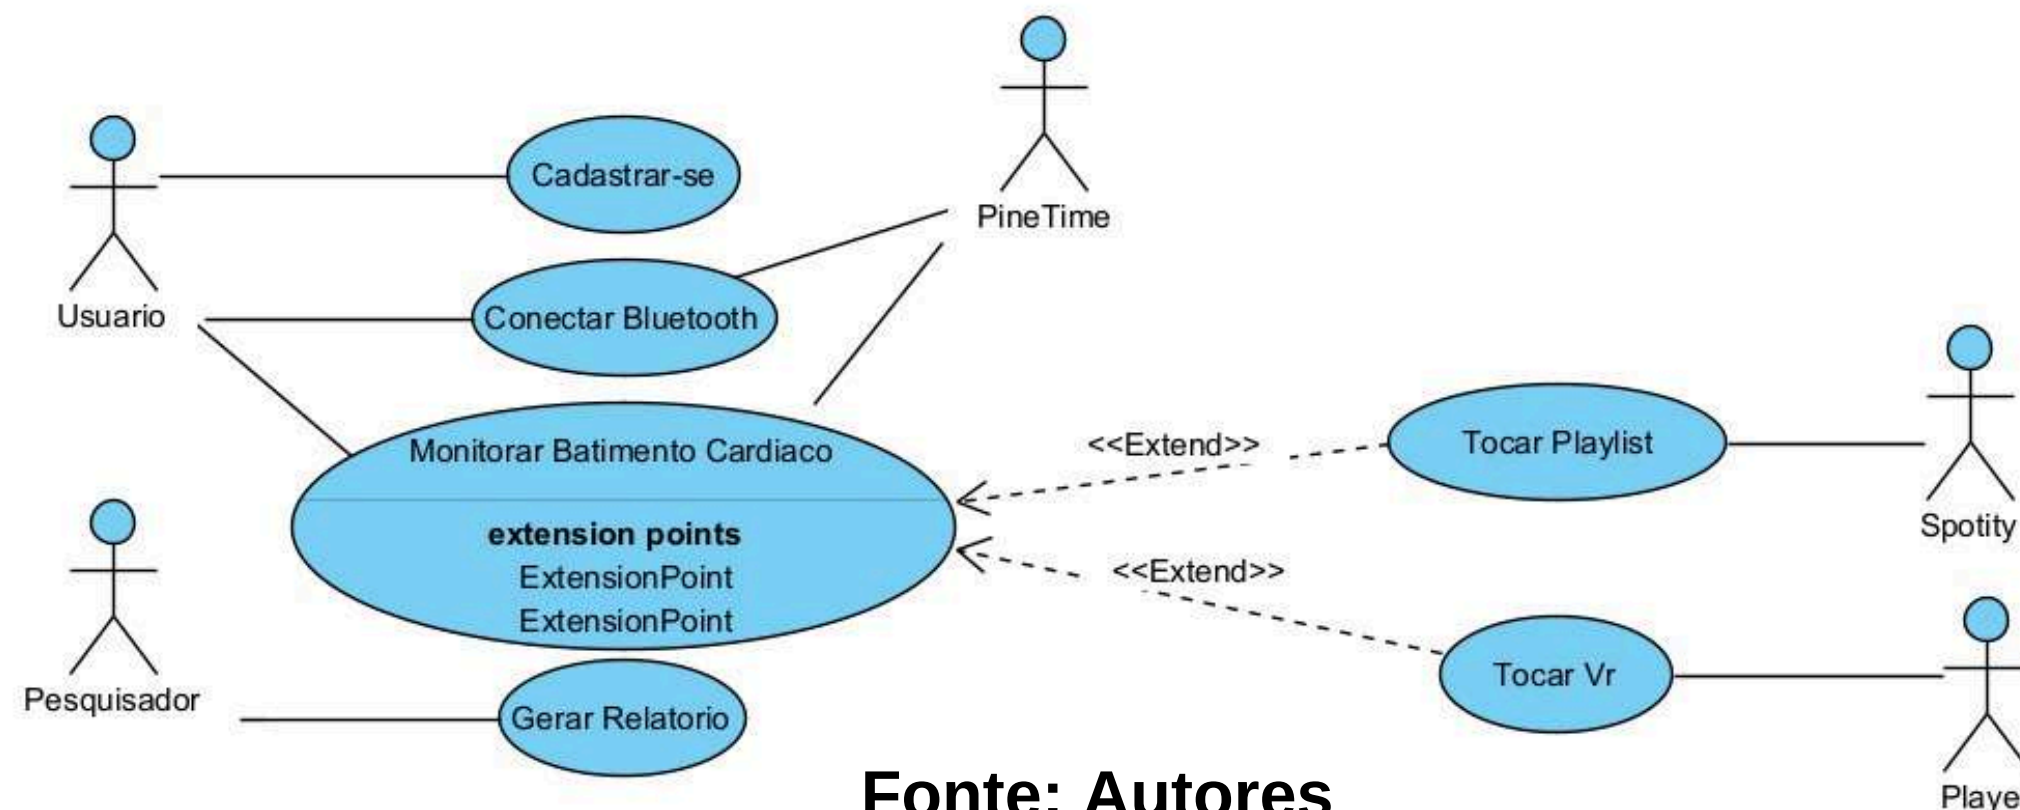 Cadastrar-se
PineTime
Usuario
Conectar Bluetooth
Monitorar Batimento Cardiaco
extension points
ExtensionPoint
ExtensionPoint
<<Extend>>
Tocar Playlist
Spotity
<<Extend>>
Tocar Vr
Pesquisador
Gerar Relatorio
Playe
Fonte: Autores